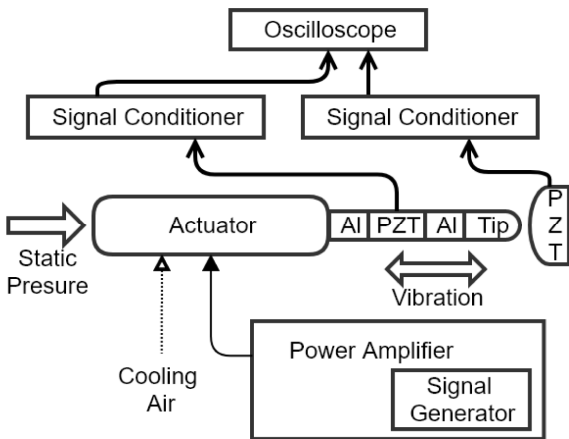 Oscilloscope
Signal Conditioner
Signal Conditioner
Actuator
Al
PZT
Al
Tip
P
Z
T
Static
Presure
Vibration
Cooling
Air
Power Amplifier
Signal
Generator